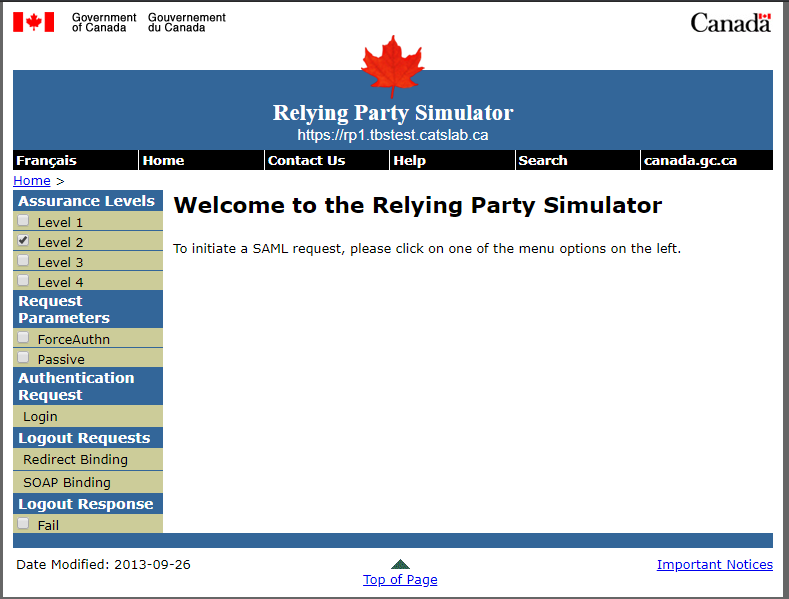 Government of Canada
Gouvernement du Canada
Canada
Relying Party Simulator
https://rp1.tbstest.catslab.ca
Français Home Contact Us Help Search canada.gc.ca
Home >
Assurance Levels
Level 1
Level 2
Level 3
Level 4
Request
Parameters
ForceAuthn
Passive
Authentication
Request
Login
Logout Requests
Redirect Binding
SOAP Binding
Logout Response
Fail
Welcome to the Relying Party Simulator
To initiate a SAML request, please click on one of the menu options on the left.
Date Modified: 2013-09-26
Top of Page
Important Notices